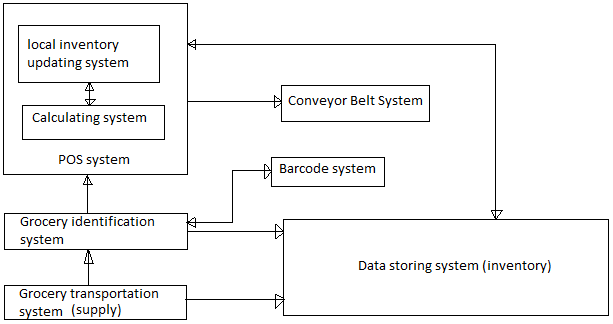 local inventory
updating system
Calculating system
POS system
Conveyor Belt System
Barcode system
Grocery identification
system
Data storing system (inventory)
Grocery transportation
system (supply)